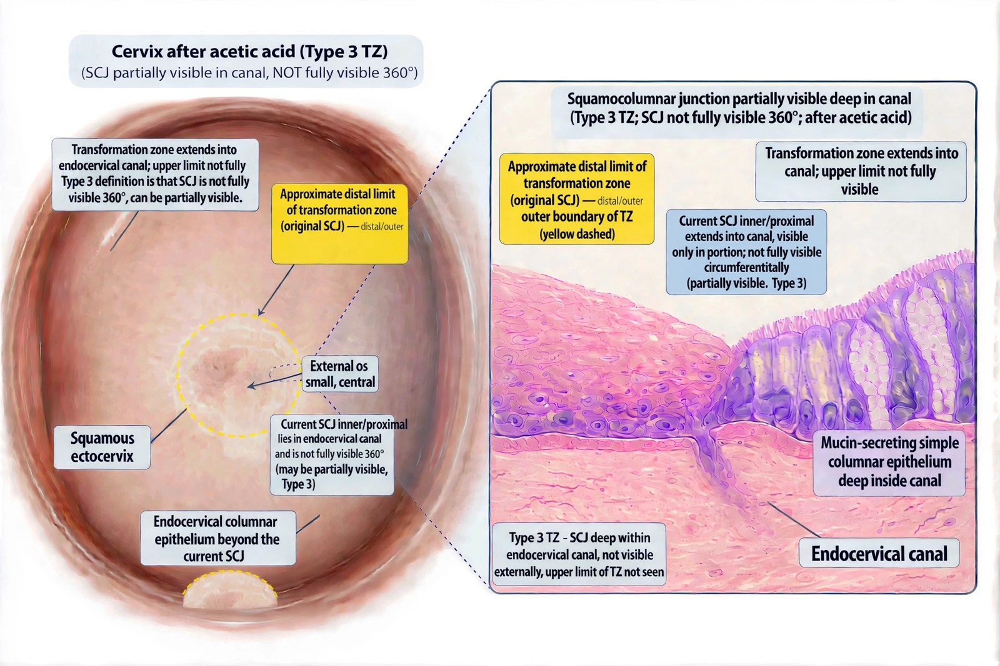 Cervix after acetic acid (Type 3 TZ)
(SCJ partially visible in canal, NOT fully visible 360°)
Transformation zone extends into
endocervical canal; upper limit not fully
Type 3 definition is that SCJ is not fully
visible 360°, can be partially visible.
Approximate distal limit
of transformation zone
(original SCJ) — distal/outer
External os
small, central
Current SCJ inner/proximal
lies in endocervical canal
and is not fully visible 360°
(may be partially visible,
Type 3)
Squamous
ectocervix
Endocervical columnar
epithelium beyond the
current SCJ
Squamocolumnar junction partially visible deep in canal
(Type 3 TZ; SCJ not fully visible 360°; after acetic acid)
Approximate distal limit of
transformation zone
(original SCJ) — distal/outer
outer boundary of TZ
(yellow dashed)
Transformation zone extends into
canal; upper limit not fully
visible
Current SCJ inner/proximal
extends into canal, visible
only in portion; not fully visible
circumferentitally
(partially visible. Type 3)
Mucin-secreting simple
columnar epithelium
deep inside canal
Type 3 TZ - SCJ deep within
endocervical canal, not visible
externally, upper limit of TZ not seen
Endocervical canal